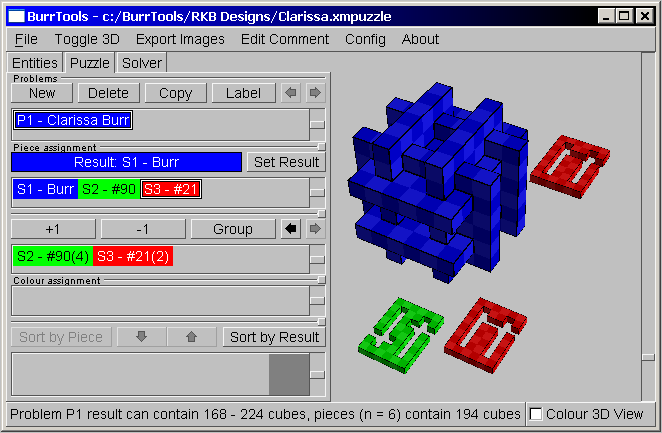 BurrTools - c:/BurrTools/RKB Designs/Clarissa.xmpuzzle
File Toggle 3D Export Images Edit Comment Config About
Entities Puzzle Solver
Problems
New Delete Copy Label
P1 - Clarissa Burr
Piece assignment
Result: S1 - Burr Set Result
S1 - Burr S2 - #90 S3 - #21
+1 -1 Group
S2 - #90(4) S3 - #21(2)
Colour assignment
Sort by Piece Sort by Result
Problem P1 result can contain 168 - 224 cubes, pieces (n = 6) contain 194 cubes Colour 3D View